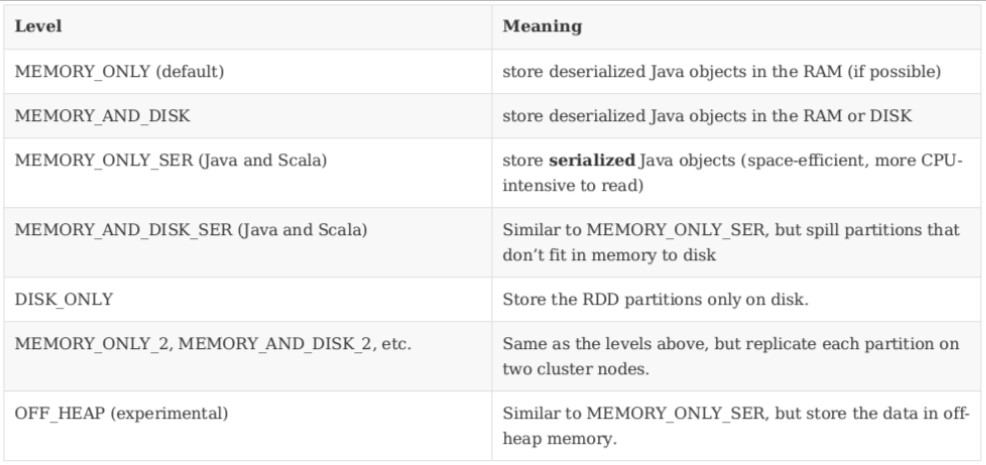 Level Meaning
MEMORY_ONLY (default) store deserialized Java objects in the RAM (if possible)
MEMORY_AND_DISK store deserialized Java objects in the RAM or DISK
MEMORY_ONLY_SER (Java and Scala) store serialized Java objects (space-efficient, more CPU-
intensive to read)
MEMORY_AND_DISK_SER (Java and Scala) Similar to MEMORY_ONLY_SER, but spill partitions that
don’t fit in memory to disk
DISK_ONLY Store the RDD partitions only on disk.
MEMORY_ONLY_2, MEMORY_AND_DISK_2, etc. Same as the levels above, but replicate each partition on
two cluster nodes.
OFF_HEAP (experimental) Similar to MEMORY_ONLY_SER, but store the data in off-
heap memory.